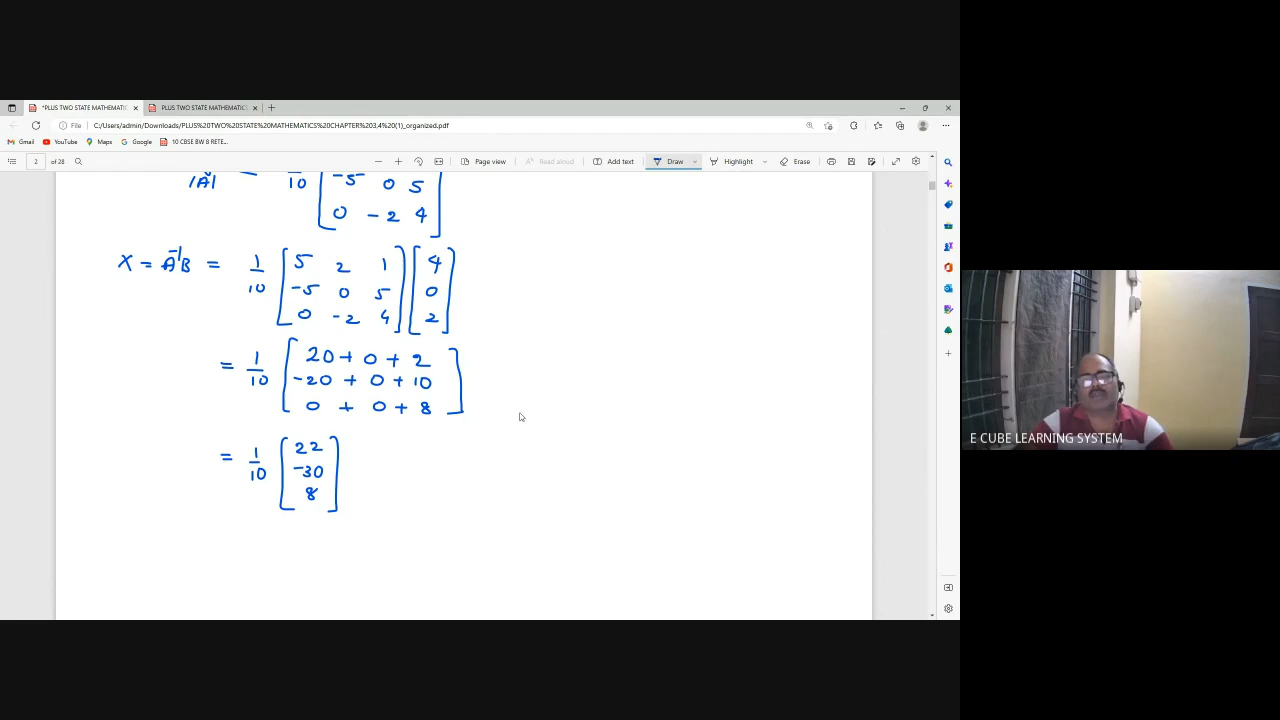 *PLUS TWO STATE MATHEMATIC
PLUS TWO STATE MATHEMATICS
File
C:/Users/admin/Downloads/PLUS%20TWO%20STATE%20MATHEMATICS%20CHAPTER%203,4%20(1)_organized.pdf
Gmail YouTube Maps Google 10 CBSE BW 8 RETE...
2 of 28 Page view Read aloud Add text Draw Highlight Erase
|A| 10 -5 0 5
0 -2 4
X = A⁻¹B = 1/10 [5 2 1] [4]
-5 0 5 0
0 -2 4 2
= 1/10 [20 + 0 + 2]
-20 + 0 + 10
0 + 0 + 8
= 1/10 [22]
-30
8
E CUBE LEARNING SYSTEM